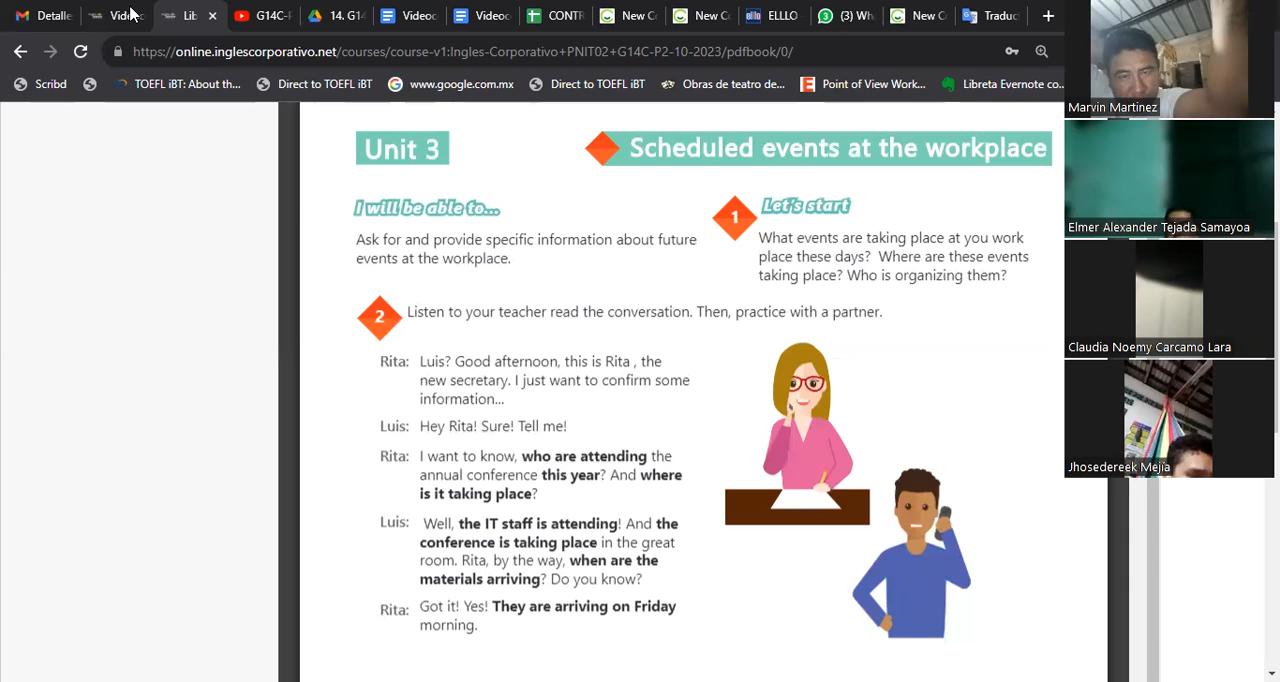 Detalle
Video
Lib
G14C-P
14. G14
Videoc
Videoc
CONTR
New Co
New Co
ELLLO
(3) Wh
New Co
Traduc
https://online.inglescorporativo.net/courses/course-v1:Ingles-Corporativo+PNIT02+G14C-P2-10-2023/pdfbook/0/
Scribd
TOEFL iBT: About th...
Direct to TOEFL iBT
www.google.com.mx
Direct to TOEFL iBT
Obras de teatro de...
Point of View Work...
Libreta Evernote co...
Unit 3
Scheduled events at the workplace
I will be able to...
Ask for and provide specific information about future
events at the workplace.
1
Let's start
What events are taking place at you work
place these days? Where are these events
taking place? Who is organizing them?
2
Listen to your teacher read the conversation. Then, practice with a partner.
Rita: Luis? Good afternoon, this is Rita , the
new secretary. I just want to confirm some
information...
Luis: Hey Rita! Sure! Tell me!
Rita: I want to know, who are attending the
annual conference this year? And where
is it taking place?
Luis: Well, the IT staff is attending! And the
conference is taking place in the great
room. Rita, by the way, when are the
materials arriving? Do you know?
Rita: Got it! Yes! They are arriving on Friday
morning.
Marvin Martinez
Elmer Alexander Tejada Samayoa
Claudia Noemy Carcamo Lara
Jhosedereek Mejía